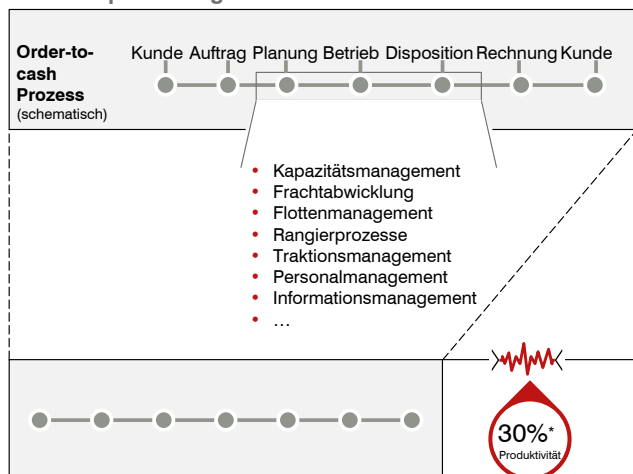 Order-to-
cash
Prozess
(schematisch)
Kunde Auftrag Planung Betrieb Disposition Rechnung Kunde
• Kapazitätsmanagement
• Frachtabwicklung
• Flottenmanagement
• Rangierprozesse
• Traktionsmanagement
• Personalmanagement
• Informationsmanagement
• …
30%*
Produktivität